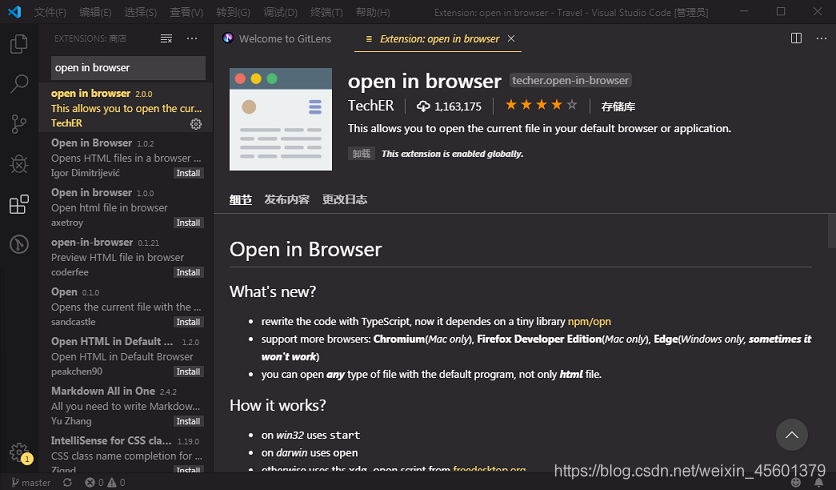 文件(F) 编辑(E) 选择(S) 查看(V) 转到(G) 调试(D) 终端(T) 帮助(H) Extension: open in browser - Travel - Visual Studio Code [管理员]
EXTENSIONS: 商店
open in browser
open in browser 2.0.0
This allows you to open the cur...
TechER
Open in Browser 1.0.2
Opens HTML files in a browser ...
Igor Dimitrijević Install
Open in browser 1.0.0
Open html file in browser
axetroy Install
open-in-browser 0.1.21
Preview HTML file in browser
coderfee Install
Open 0.1.0
Opens the current file with the ...
sandcastle Install
Open HTML in Default ... 1.2.0
Open HTML in Default Browser
peakchen90 Install
Markdown All in One 2.4.2
All you need to write Markdow...
Yu Zhang Install
IntelliSense for CSS cla... 1.19.0
CSS class name completion for ...
Zignd Install
Welcome to GitLens
Extension: open in browser
open in browser techer.open-in-browser
TechER 1,163,175 存储库
This allows you to open the current file in your default browser or application.
卸载 This extension is enabled globally.
细节 发布内容 更改日志
Open in Browser
What's new?
• rewrite the code with TypeScript, now it dependes on a tiny library npm/opn
• support more browsers: Chromium(Mac only), Firefox Developer Edition(Mac only), Edge(Windows only, sometimes it
won't work)
• you can open any type of file with the default program, not only html file.
How it works?
• on win32 uses start
• on darwin uses open
• otherwise uses ths xdg-open script from freedesktop.org
1
master 0 0
https://blog.csdn.net/weixin_45601379